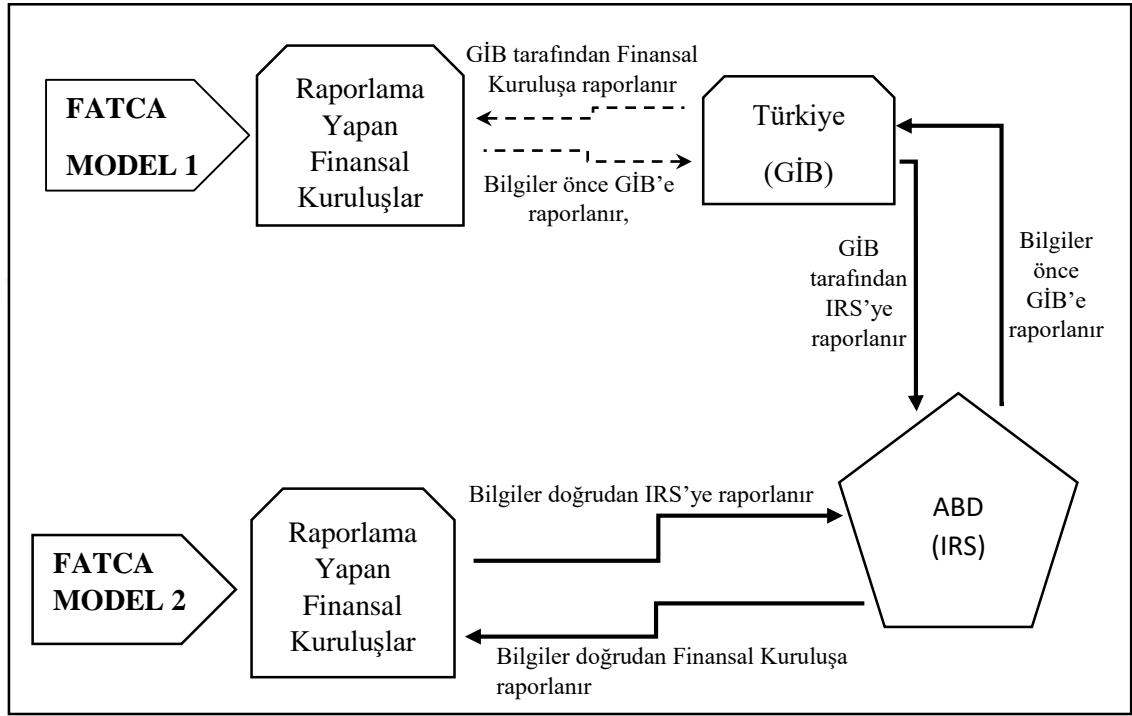 FATCA
MODEL 1
Raporlama
Yapan
Finansal
Kuruluşlar
GİB tarafından Finansal
Kuruluşa raporlanır
Bilgiler önce GİB’e
raporlanır,
Türkiye
(GİB)
GİB
tarafından
IRS’ye
raporlanır
Bilgiler
önce
GİB’e
raporlanır
FATCA
MODEL 2
Raporlama
Yapan
Finansal
Kuruluşlar
Bilgiler doğrudan IRS’ye raporlanır
Bilgiler doğrudan Finansal Kuruluşa
raporlanır
ABD
(IRS)